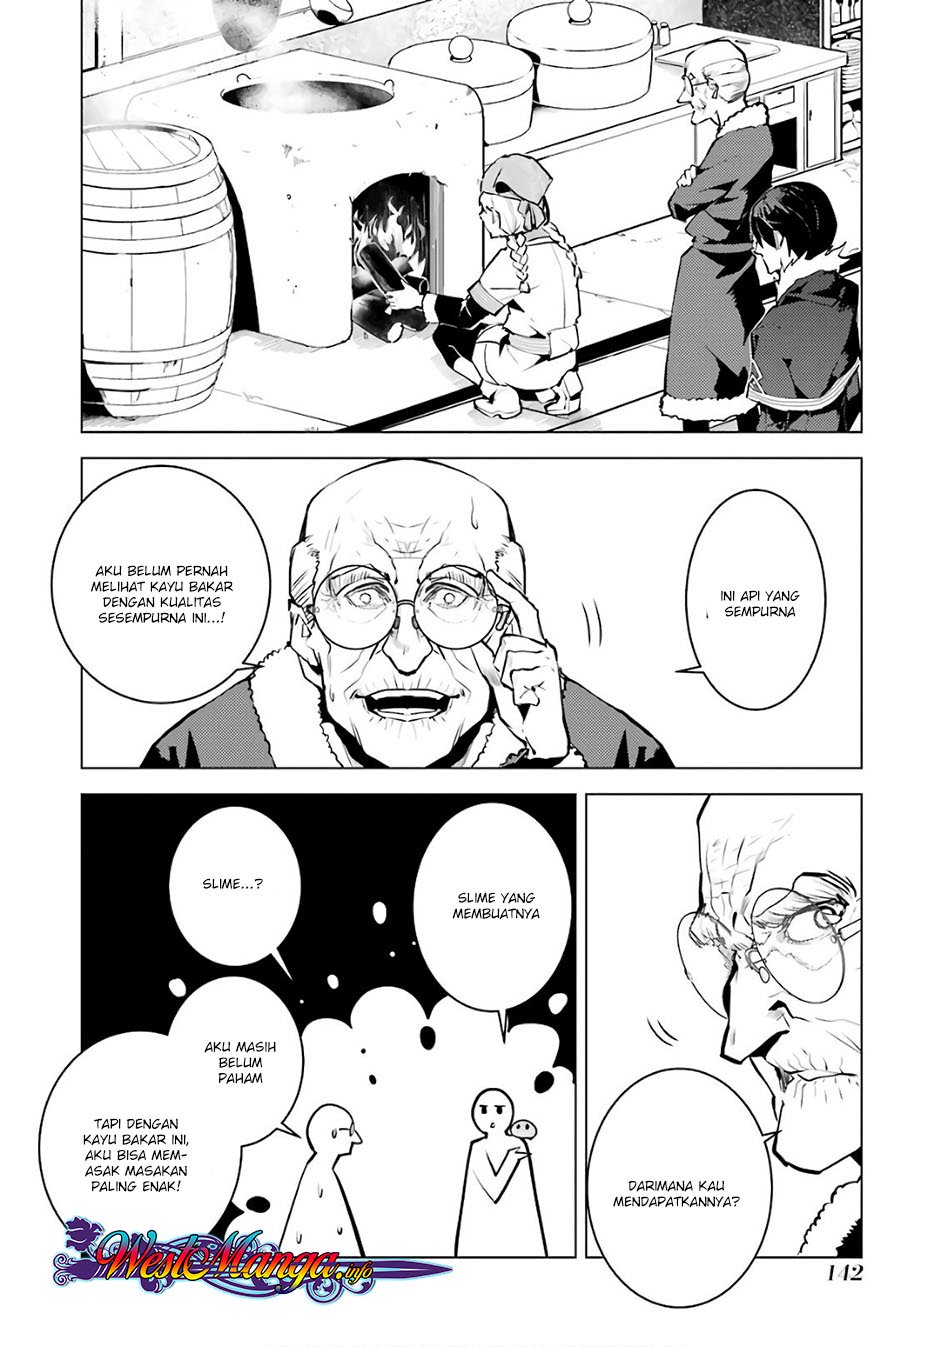 INI API YANG
SEMPURNA
AKU BELUM PERNAH
MELIHAT KAYU BAKAR
DENGAN KUALITAS
SESEMPURNA INI...!
DARIMANA KAU
MENDAPATKANNYA?
SLIME YANG
MEMBUATNYA
SLIME...?
AKU MASIH
BELUM
PAHAM
TAPI DENGAN
KAYU BAKAR INI,
AKU BISA MEM-
ASAK MASAKAN
PALING ENAK!
WestManga.info
142